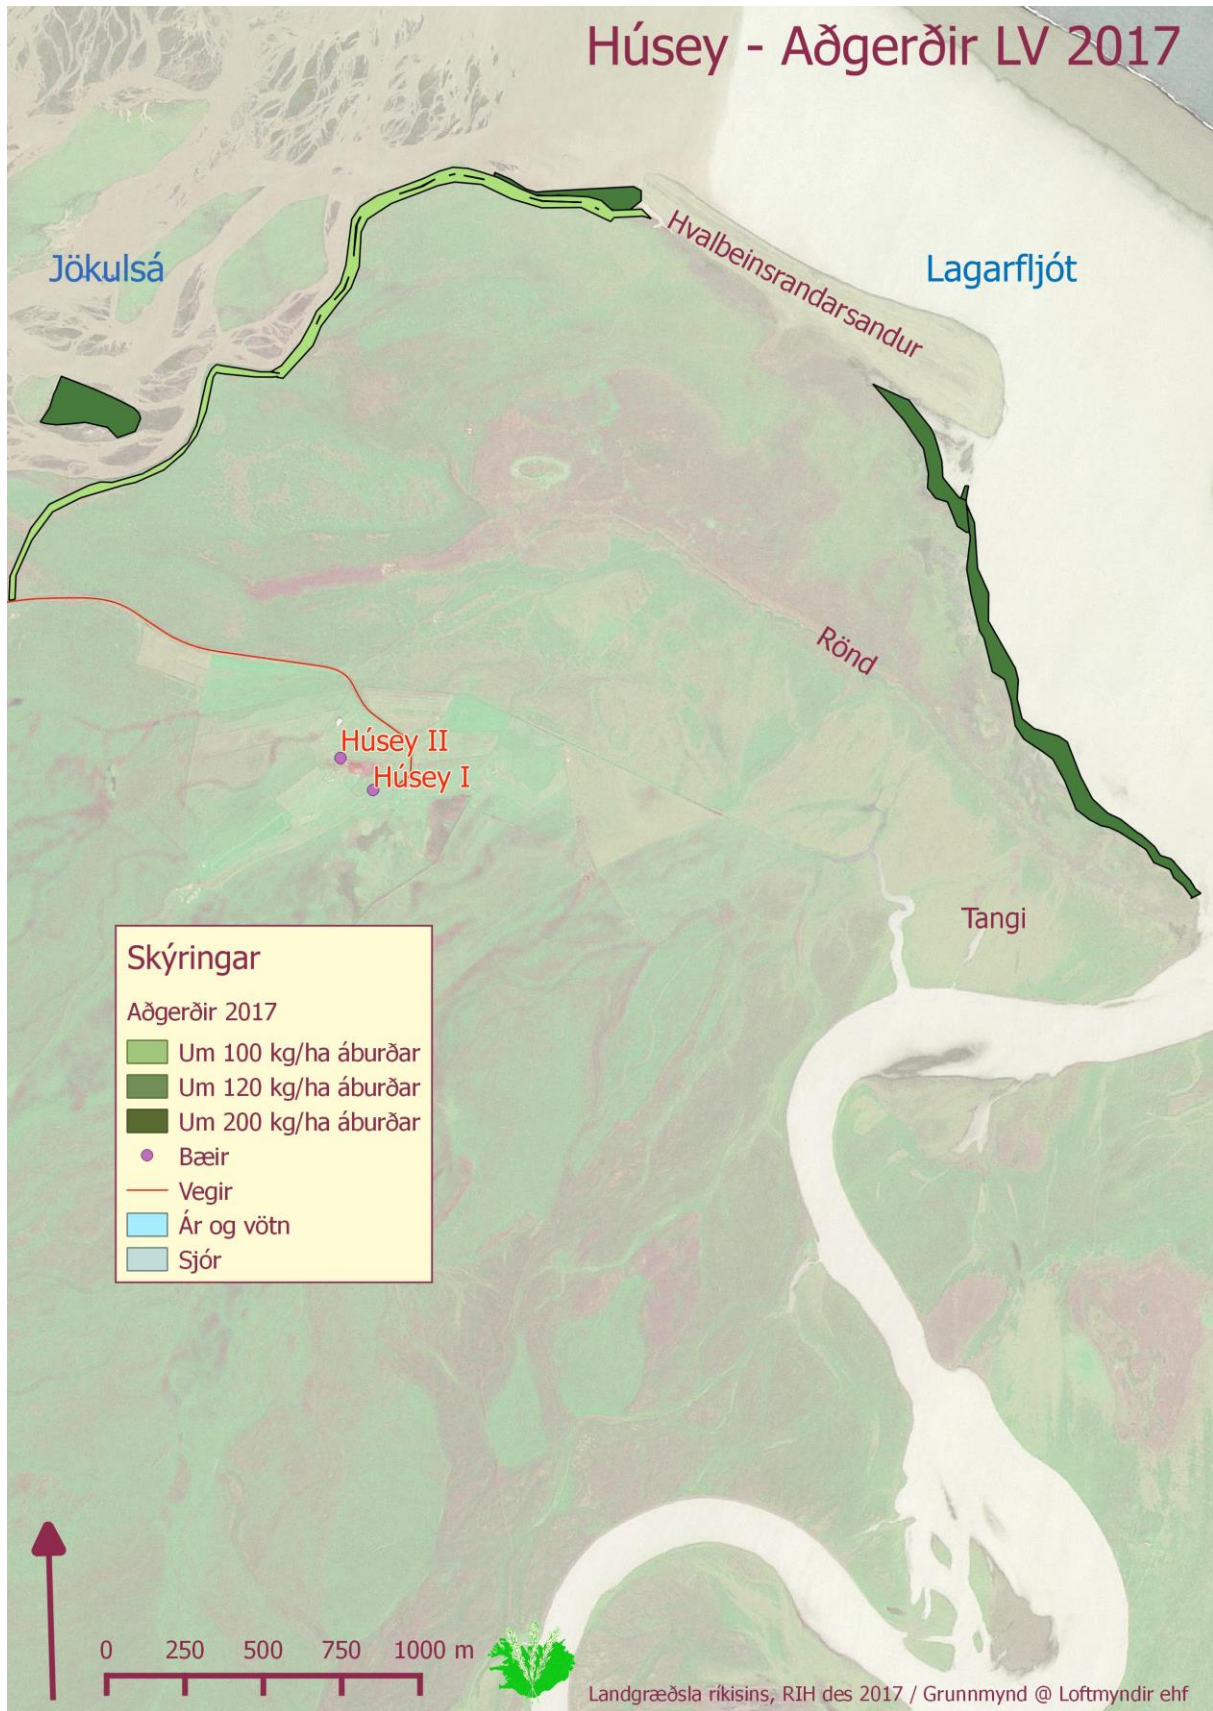 Húsey - Aðgerðir LV 2017
Hvalbeinsrandarsandur
Jökulsá
Lagarfljót
Rönd
Húsey II
Húsey I
Tangi
Skýringar
Aðgerðir 2017
Um 100 kg/ha áburðar
Um 120 kg/ha áburðar
Um 200 kg/ha áburðar
Bæir
Vegir
Ár og vötn
Sjór
0 250 500 750 1000 m
Landgræðsla ríkisins, RIH des 2017 / Grunnmynd @ Loftmyndir ehf